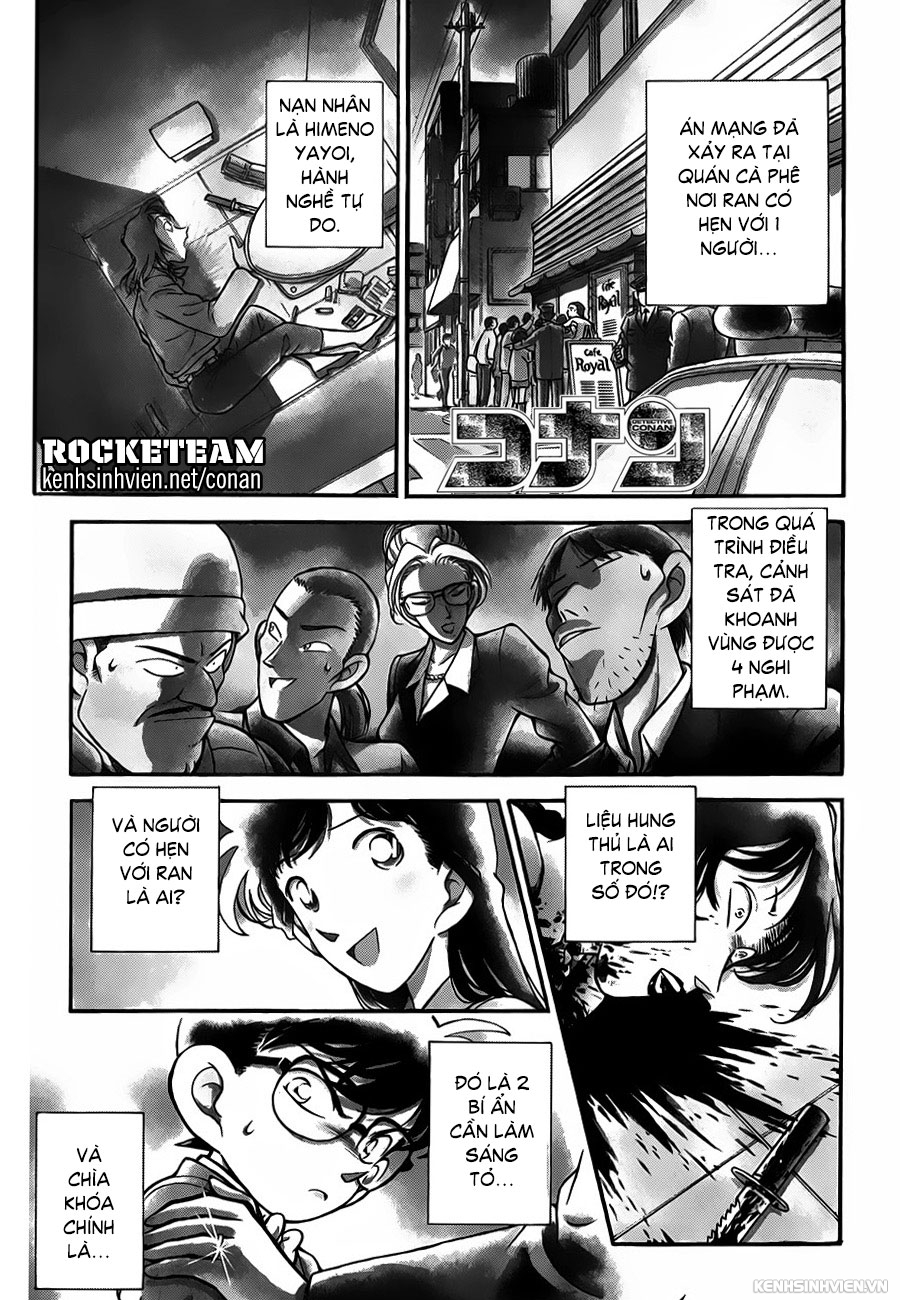 ÁN MẠNG ĐÃ
XẢY RA TẠI
QUÁN CÀ PHÊ
NƠI RAN CÓ
HẸN VỚI 1
NGƯỜI...
NẠN NHÂN
LÀ HIMENO
YAYOI,
HÀNH
NGHỀ TỰ
DO.
Cafe
Royal
Cafe
Royal
DETECTIVE
CONAN
コナン
ROCKETEAM
kenhsinhvien.net/conan
TRONG QUÁ
TRÌNH ĐIỀU
TRA, CẢNH
SÁT ĐÃ
KHOANH
VÙNG ĐƯỢC
4 NGHI
PHẠM.
LIỆU HUNG
THỦ LÀ AI
TRONG
SỐ ĐÓ!?
VÀ NGƯỜI
CÓ HẸN
VỚI RAN
LÀ AI?
ĐÓ LÀ 2
BÍ ẨN
CẦN LÀM
SÁNG
TỎ...
VÀ
CHÌA
KHÓA
CHÍNH
LÀ...
KENHSINHVIEN.VN